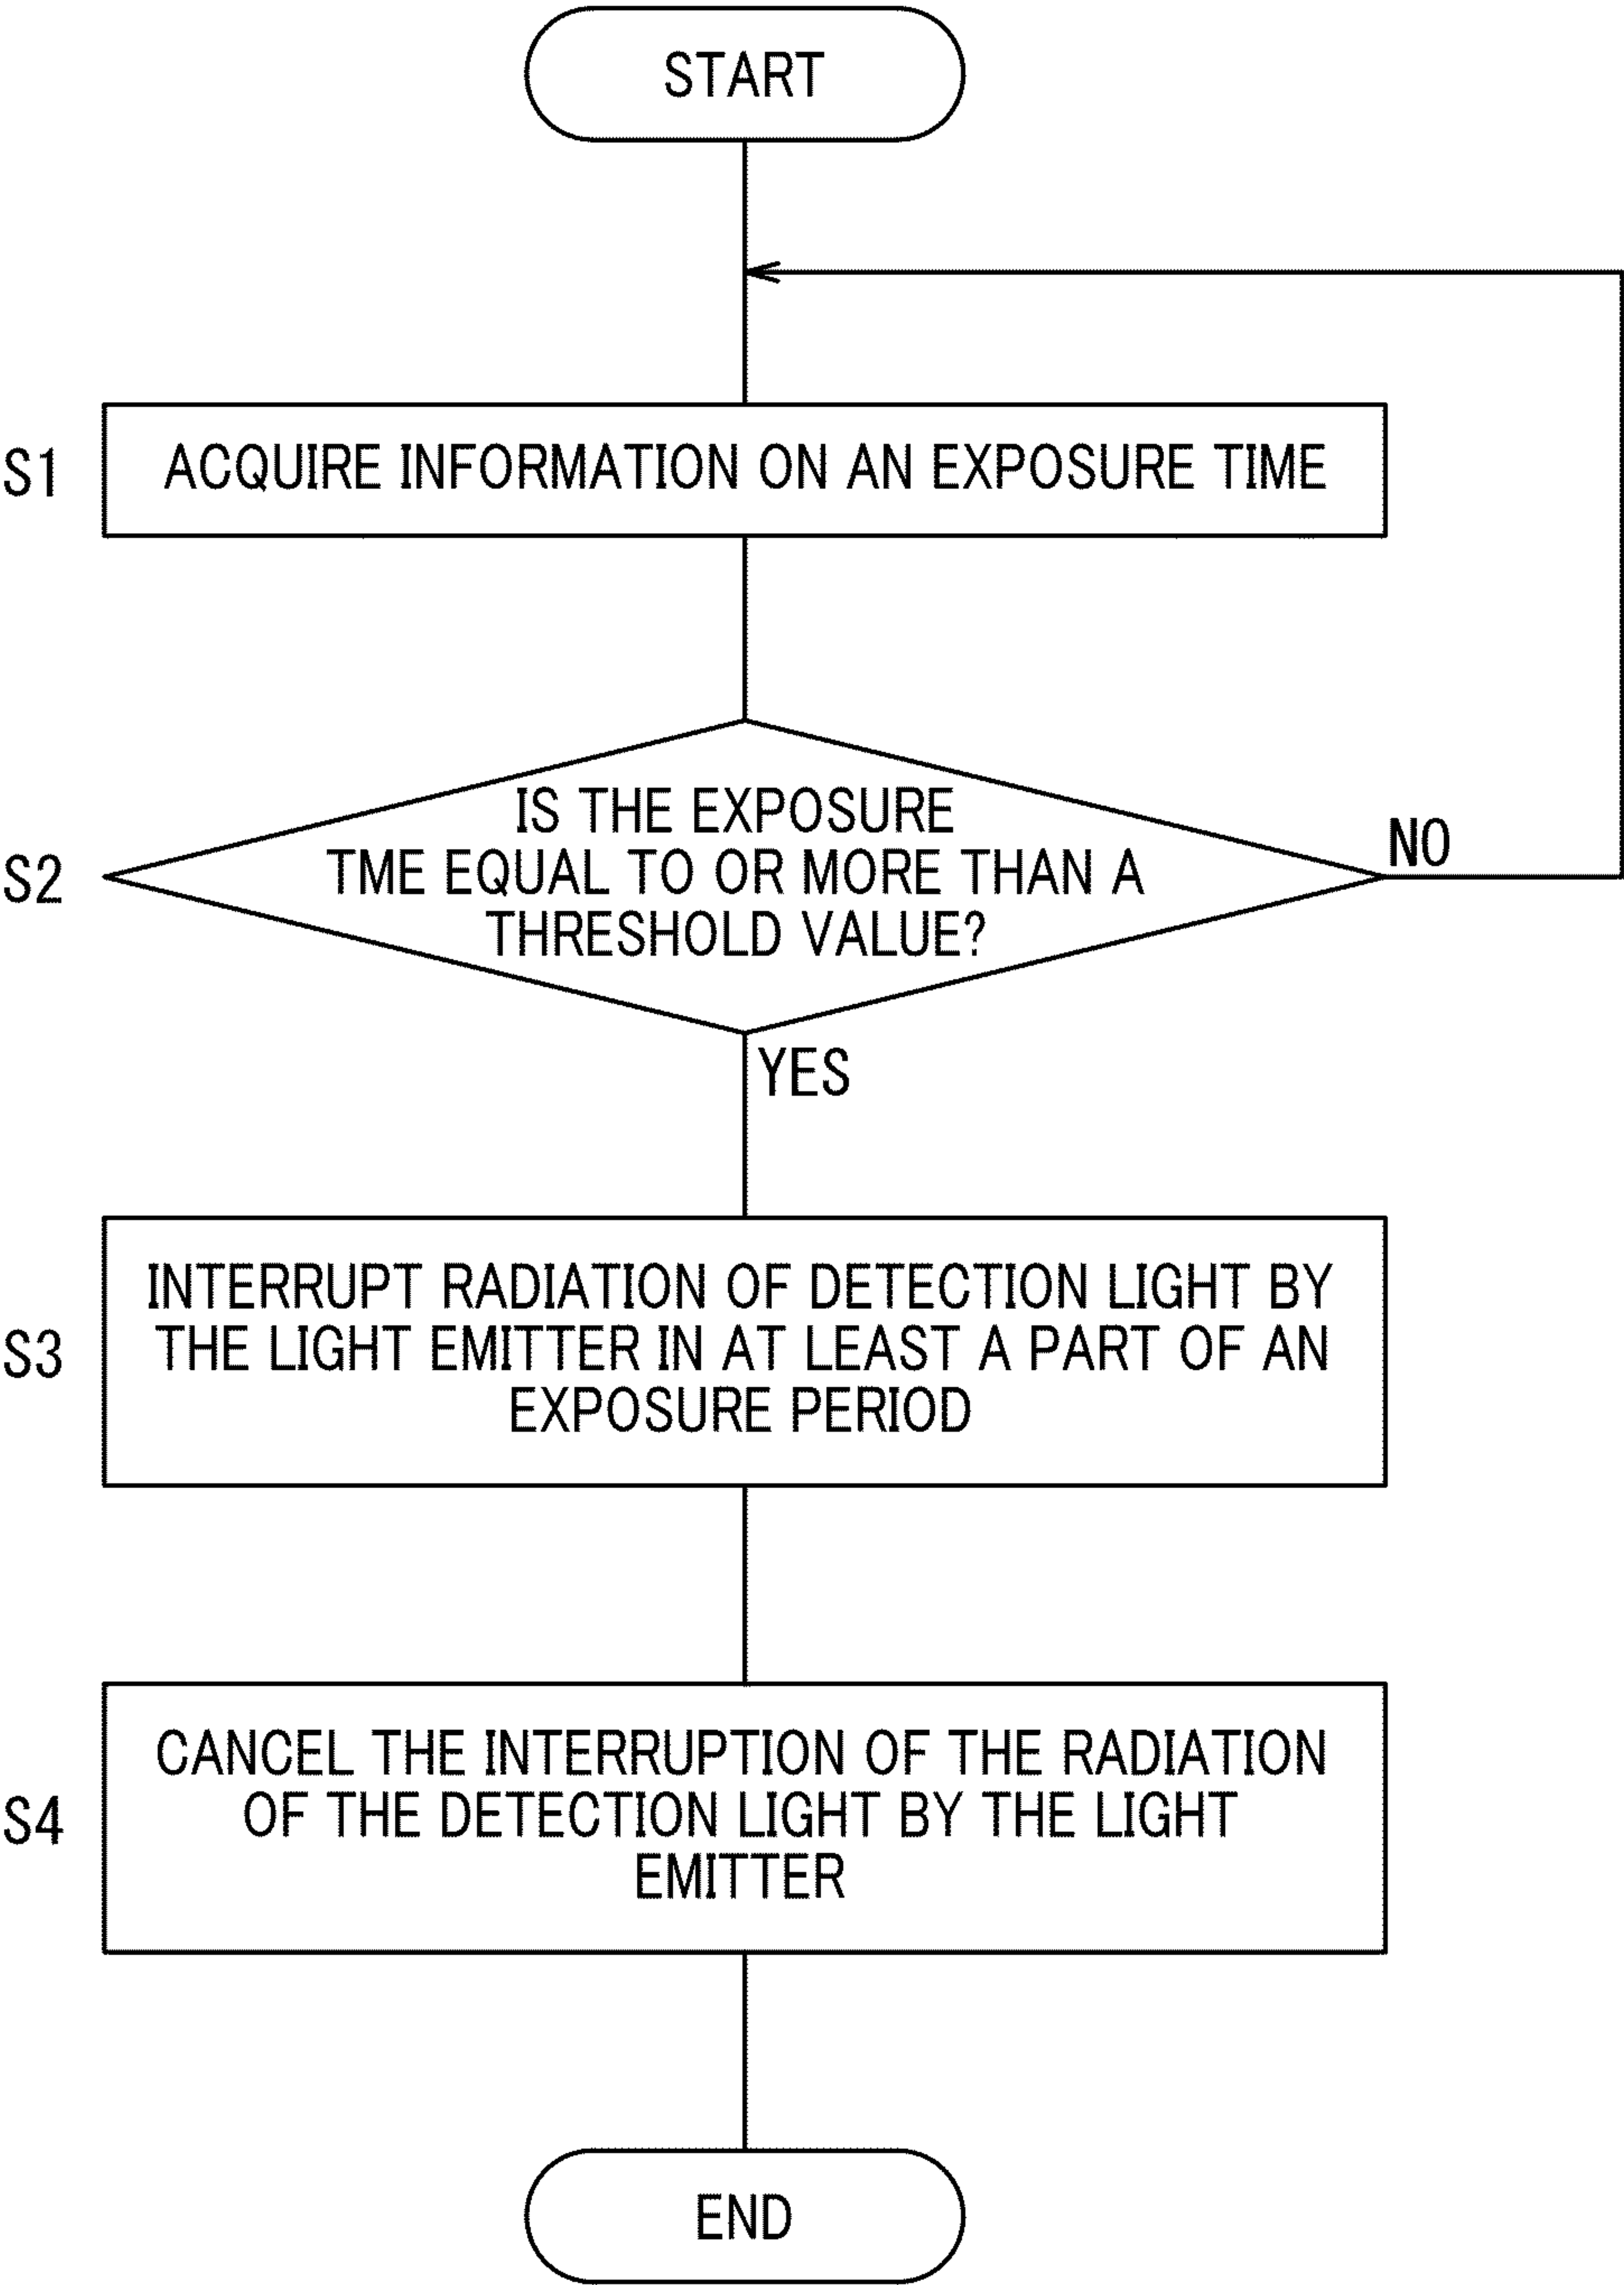 START
S1
ACQUIRE INFORMATION ON AN EXPOSURE TIME
S2
IS THE EXPOSURE
TME EQUAL TO OR MORE THAN A
THRESHOLD VALUE?
NO
YES
S3
INTERRUPT RADIATION OF DETECTION LIGHT BY
THE LIGHT EMITTER IN AT LEAST A PART OF AN
EXPOSURE PERIOD
S4
CANCEL THE INTERRUPTION OF THE RADIATION
OF THE DETECTION LIGHT BY THE LIGHT
EMITTER
END